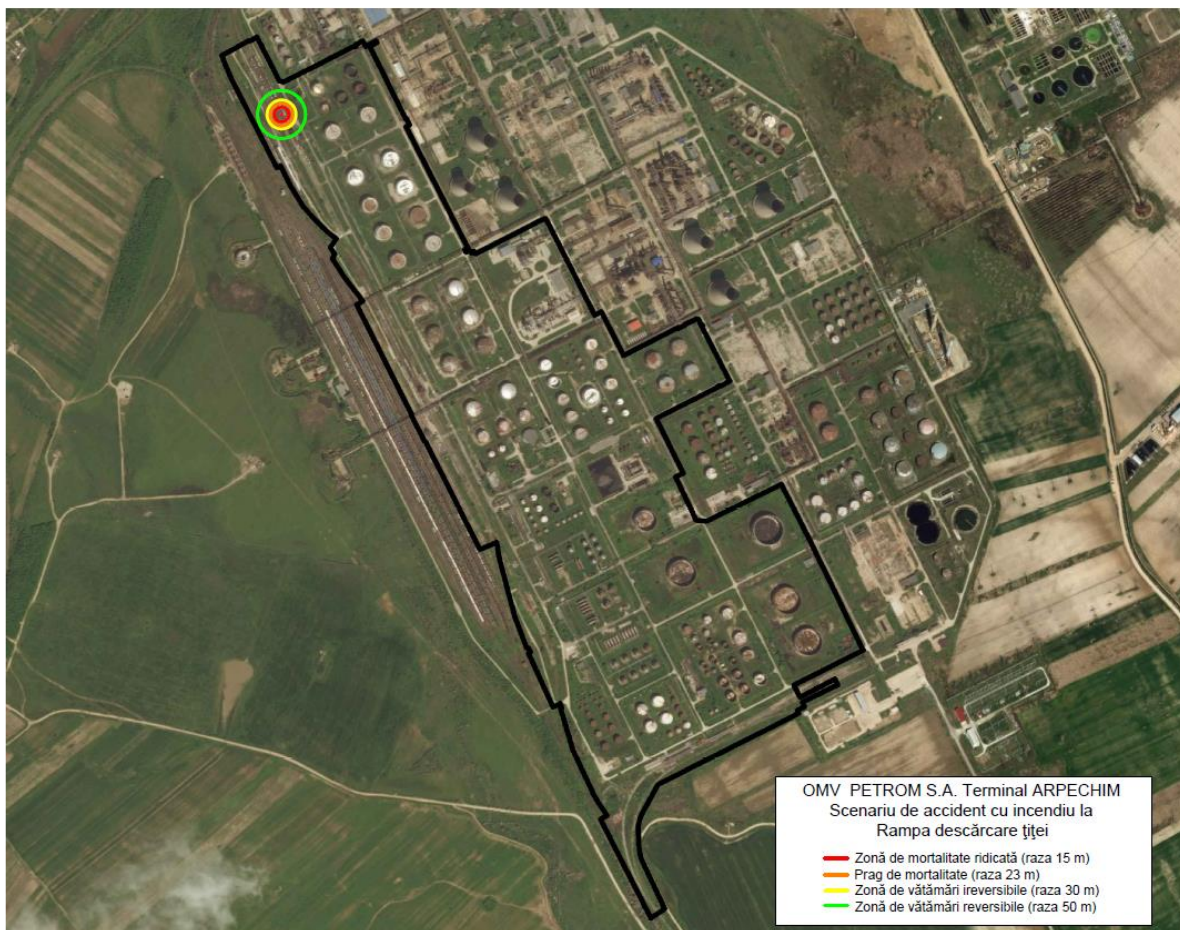 OMV PETROM S.A. Terminal ARPECHIM
Scenariu de accident cu incendiu la
Rampa descărcare ţiţei
Zonă de mortalitate ridicată (raza 15 m)
Prag de mortalitate (raza 23 m)
Zonă de vătămări ireversibile (raza 30 m)
Zonă de vătămări reversibile (raza 50 m)